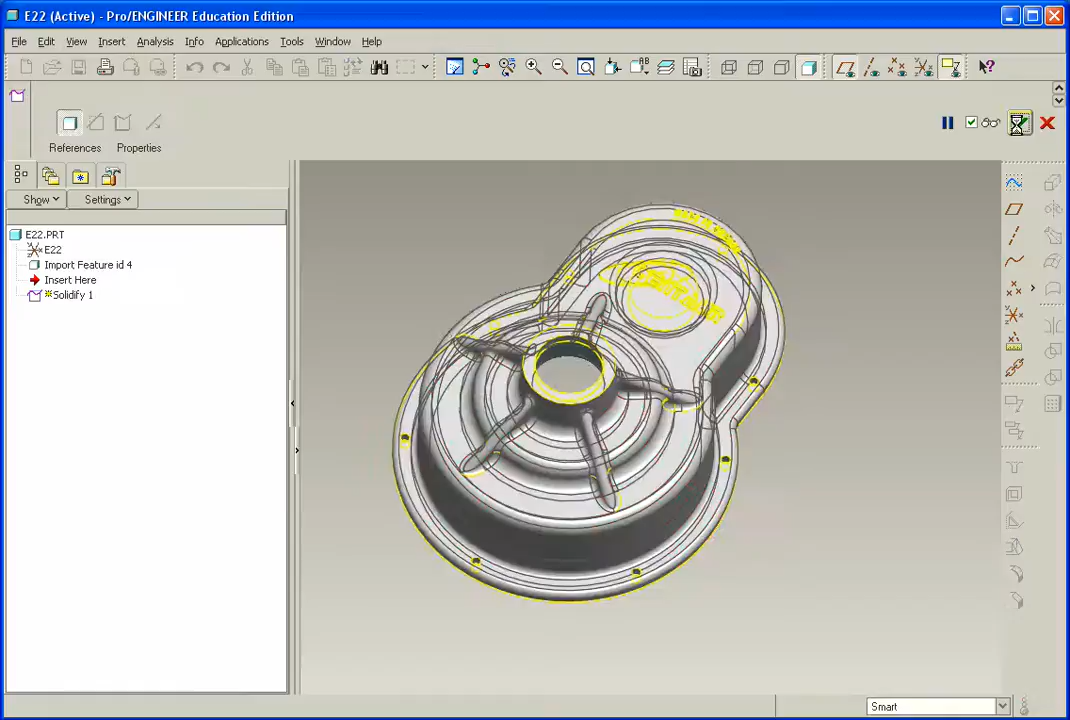 E22 (Active) - Pro/ENGINEER Education Edition
File Edit View Insert Analysis Info Applications Tools Window Help
References Properties
Show Settings
E22.PRT
E22
Import Feature id 4
Insert Here
Solidify 1
Smart